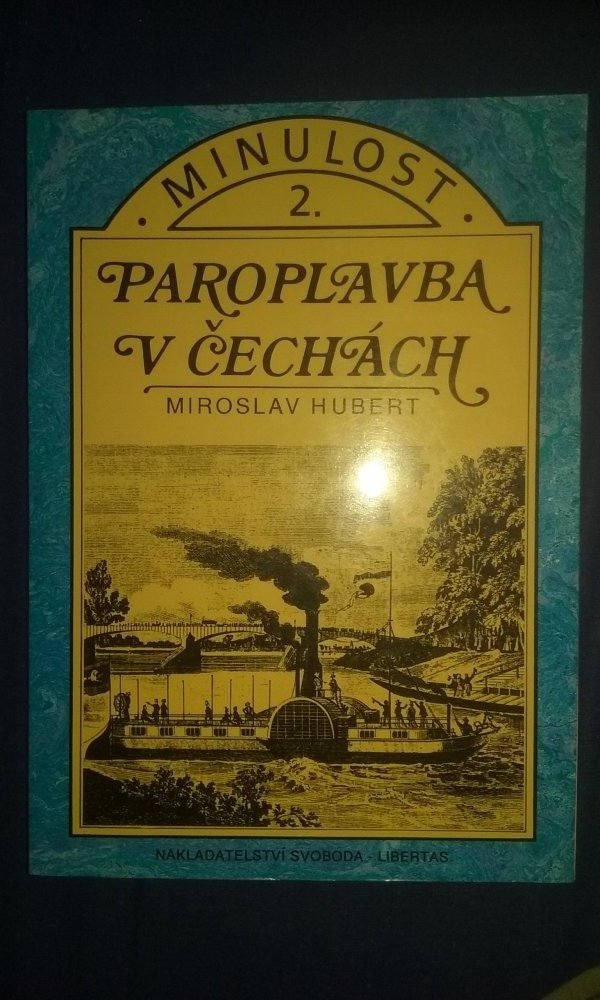 • MINULOST •
2.
PAROPLAVBA
V ČECHÁCH
MIROSLAV HUBERT
NAKLADATELSTVÍ SVOBODA - LIBERTAS